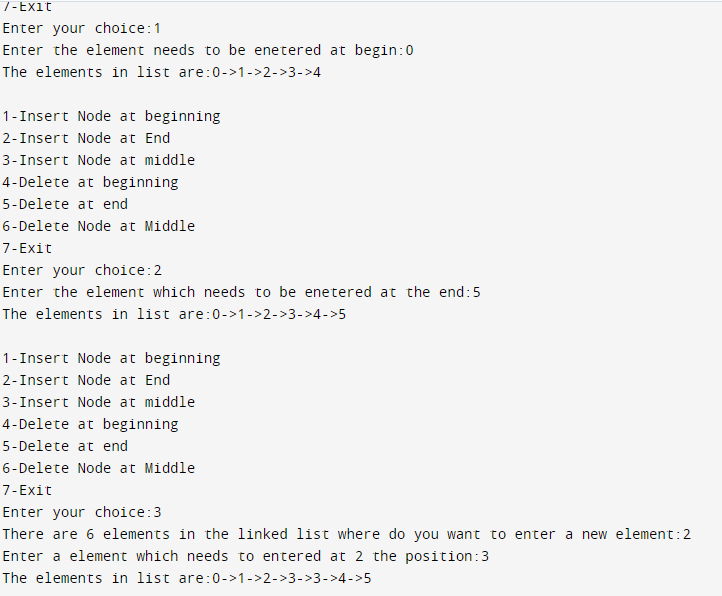 7-Exit
Enter your choice:1
Enter the element needs to be enetered at begin:0
The elements in list are:0->1->2->3->4
1-Insert Node at beginning
2-Insert Node at End
3-Insert Node at middle
4-Delete at beginning
5-Delete at end
6-Delete Node at Middle
7-Exit
Enter your choice:2
Enter the element which needs to be enetered at the end:5
The elements in list are:0->1->2->3->4->5
1-Insert Node at beginning
2-Insert Node at End
3-Insert Node at middle
4-Delete at beginning
5-Delete at end
6-Delete Node at Middle
7-Exit
Enter your choice:3
There are 6 elements in the linked list where do you want to enter a new element:2
Enter a element which needs to entered at 2 the position:3
The elements in list are:0->1->2->3->3->4->5